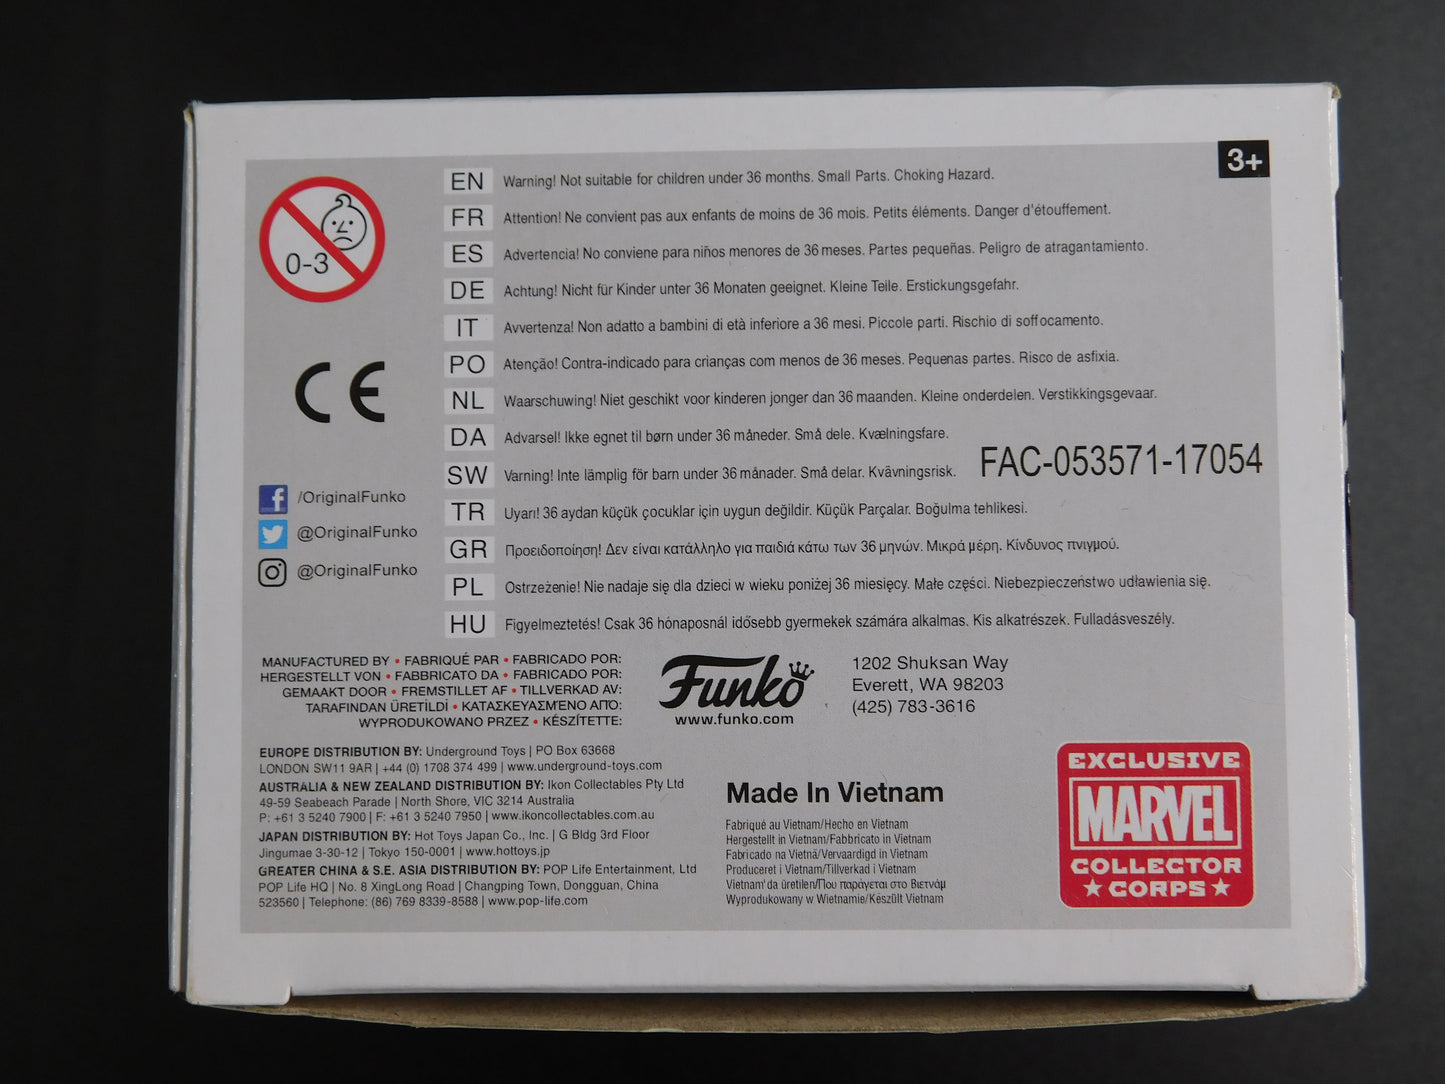 3+
0-3
EN Warning! Not suitable for children under 36 months. Small Parts. Choking Hazard.
FR Attention! Ne convient pas aux enfants de moins de 36 mois. Petits éléments. Danger d'étouffement.
ES Advertencia! No conviene para niños menores de 36 meses. Partes pequeñas. Peligro de atragantamiento.
DE Achtung! Nicht für Kinder unter 36 Monaten geeignet. Kleine Teile. Erstickungsgefahr.
IT Avvertenza! Non adatto a bambini di età inferiore a 36 mesi. Piccole parti. Rischio di soffocamento.
PO Atenção! Contra-indicado para crianças com menos de 36 meses. Pequenas partes. Risco de asfixia.
NL Waarschuwing! Niet geschikt voor kinderen jonger dan 36 maanden. Kleine onderdelen. Verstikkingsgevaar.
DA Advarsel! Ikke egnet til børn under 36 måneder. Små dele. Kvælningsfare.
SW Varning! Inte lämplig för barn under 36 månader. Små delar. Kvävningsrisk.
FAC-053571-17054
TR Uyarı! 36 aydan küçük çocuklar için uygun değildir. Küçük Parçalar. Boğulma tehlikesi.
GR Προειδοποίηση! Δεν είναι κατάλληλο για παιδιά κάτω των 36 μηνών. Μικρά μέρη. Κίνδυνος πνιγμού.
PL Ostrzeżenie! Nie nadaje się dla dzieci w wieku poniżej 36 miesięcy. Małe części. Niebezpieczeństwo udławienia się.
HU Figyelmeztetés! Csak 36 hónaposnál idősebb gyermekek számára alkalmas. Kis alkatrészek. Fulladásveszély.
CE
/OriginalFunko
@OriginalFunko
@OriginalFunko
MANUFACTURED BY • FABRIQUÉ PAR • FABRICADO POR:
HERGESTELLT VON • FABBRICATO DA • FABRICADO POR:
GEMAAKT DOOR • FREMSTILLET AF • TILLVERKAD AV:
TARAFINDAN ÜRETİLDİ • ΚΑΤΑΣΚΕΥΑΣΜΈΝΟ ΑΠΌ:
WYPRODUKOWANO PRZEZ • KÉSZÍTETTE:
Funko
www.funko.com
1202 Shuksan Way
Everett, WA 98203
(425) 783-3616
EUROPE DISTRIBUTION BY: Underground Toys | PO Box 63668
LONDON SW11 9AR | +44 (0) 1708 374 499 | www.underground-toys.com
AUSTRALIA & NEW ZEALAND DISTRIBUTION BY: Ikon Collectables Pty Ltd
49-59 Seabeach Parade | North Shore, VIC 3214 Australia
P: +61 3 5240 7900 | F: +61 3 5240 7950 | www.ikoncollectables.com.au
JAPAN DISTRIBUTION BY: Hot Toys Japan Co., Inc. | G Bldg 3rd Floor
Jingumae 3-30-12 | Tokyo 150-0001 | www.hottoys.jp
GREATER CHINA & S.E. ASIA DISTRIBUTION BY: POP Life Entertainment, Ltd
POP Life HQ | No. 8 XingLong Road | Changping Town, Dongguan, China
523560 | Telephone: (86) 769 8339-8588 | www.pop-life.com
Made In Vietnam
Fabriqué au Vietnam/Hecho en Vietnam
Hergestellt in Vietnam/Fabbricato in Vietnam
Fabricado na Vietnã/Vervaardigd in Vietnam
Produceret i Vietnam/Tillverkad i Vietnam
Vietnam'da üretilen/Που παράγεται στο Βιετνάμ
Wyprodukowany w Wietnamie/Készült Vietnam
EXCLUSIVE
MARVEL
COLLECTOR
CORPS